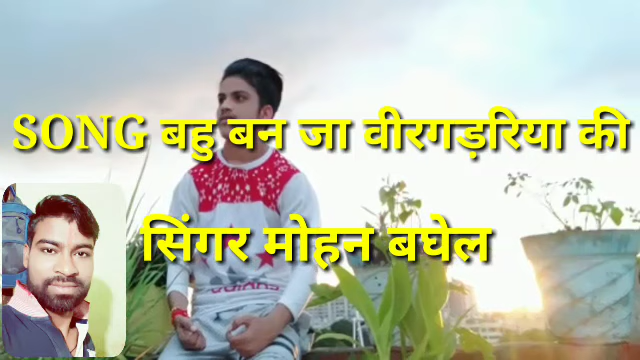 SONG बहु बन जा वीरगड़रिया की
सिंगर मोहन बघेल